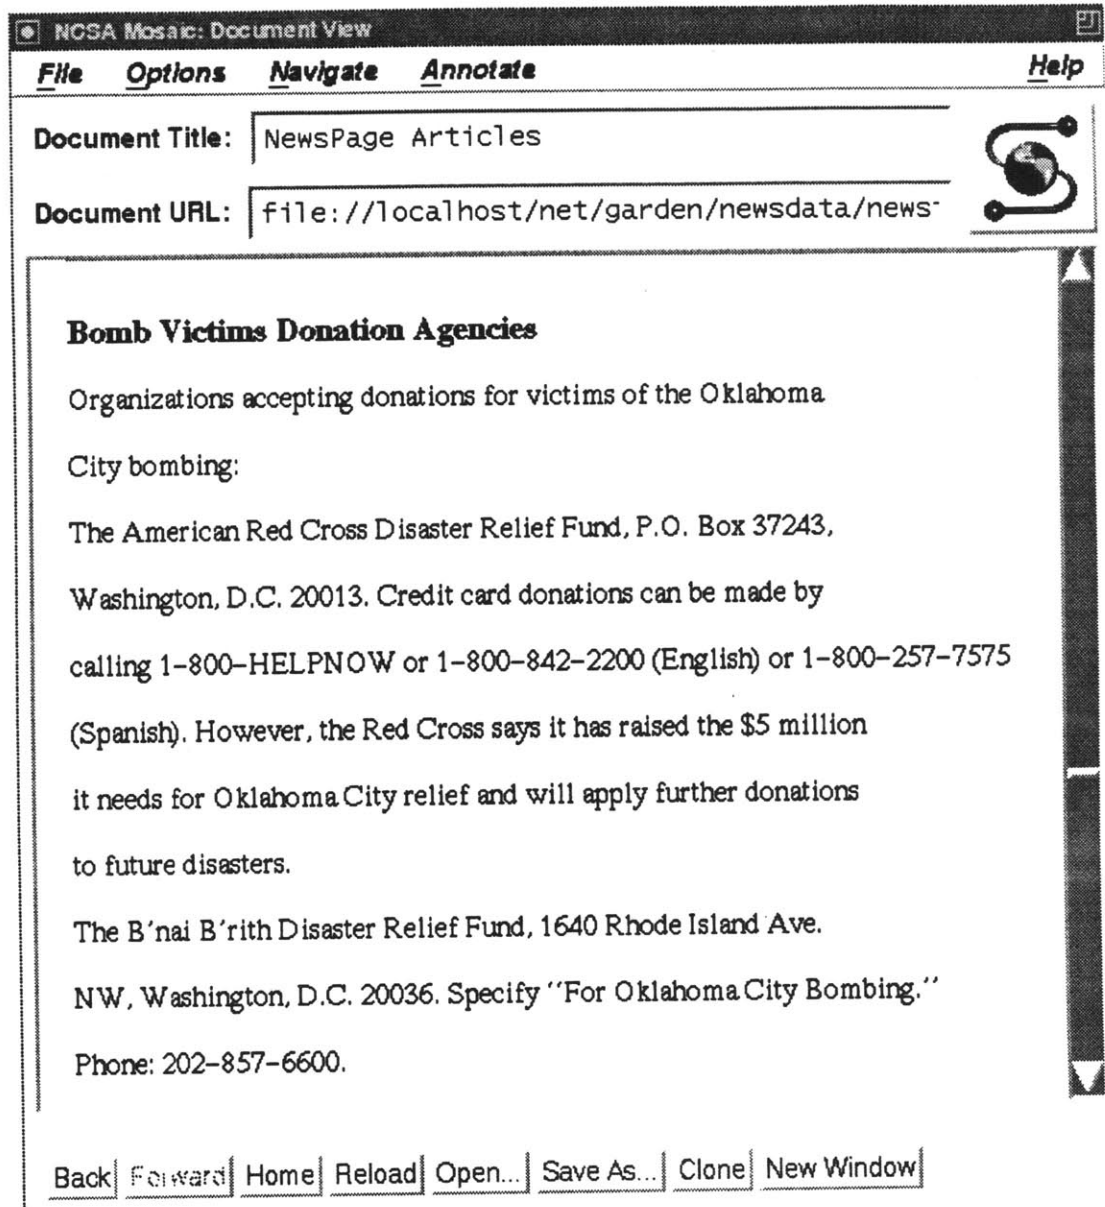 NCSA Mosaic: Document View
File Options Navigate Annotate Help
Document Title: NewsPage Articles
Document URL: file://localhost/net/garden/newsdata/news-
Bomb Victims Donation Agencies
Organizations accepting donations for victims of the Oklahoma
City bombing:
The American Red Cross Disaster Relief Fund, P.O. Box 37243,
Washington, D.C. 20013. Credit card donations can be made by
calling 1-800-HELPNOW or 1-800-842-2200 (English) or 1-800-257-7575
(Spanish). However, the Red Cross says it has raised the $5 million
it needs for Oklahoma City relief and will apply further donations
to future disasters.
The B'nai B'rith Disaster Relief Fund, 1640 Rhode Island Ave.
NW, Washington, D.C. 20036. Specify ''For Oklahoma City Bombing.''
Phone: 202-857-6600.
Back Forward Home Reload Open... Save As... Clone New Window